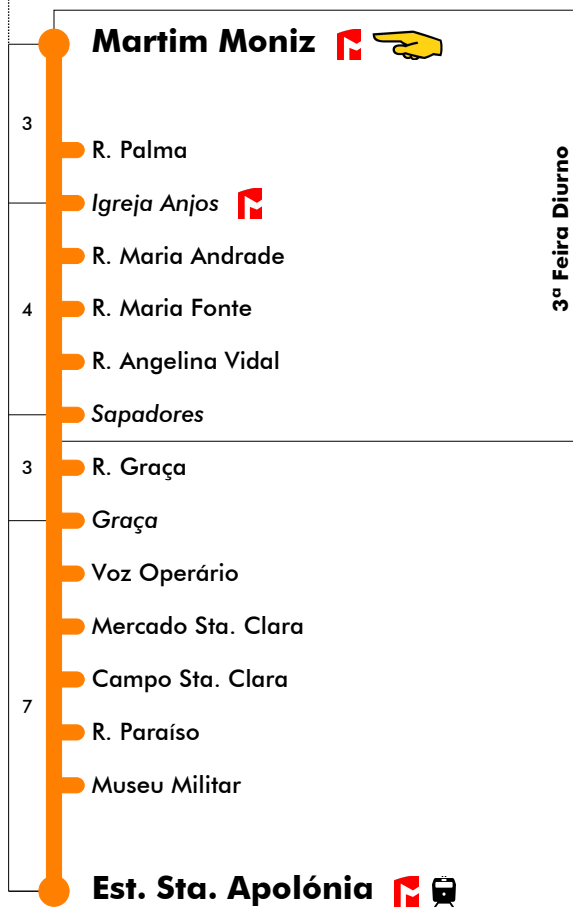 Martim Moniz
3
R. Palma
Igreja Anjos
R. Maria Andrade
4
R. Maria Fonte
R. Angelina Vidal
Sapadores
3
R. Graça
Graça
Voz Operário
Mercado Sta. Clara
Campo Sta. Clara
7
R. Paraíso
Museu Militar
Est. Sta. Apolónia
3ª Feira Diurno